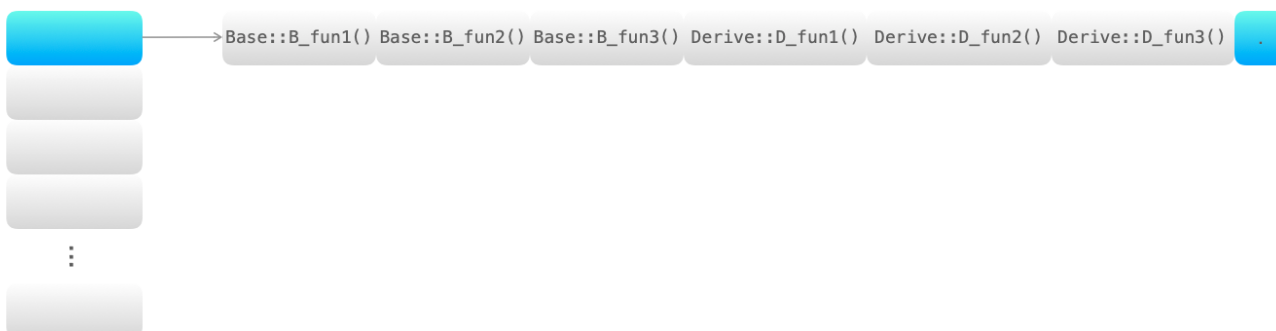 Base::B_fun1() Base::B_fun2() Base::B_fun3() Derive::D_fun1() Derive::D_fun2() Derive::D_fun3() .
⋮